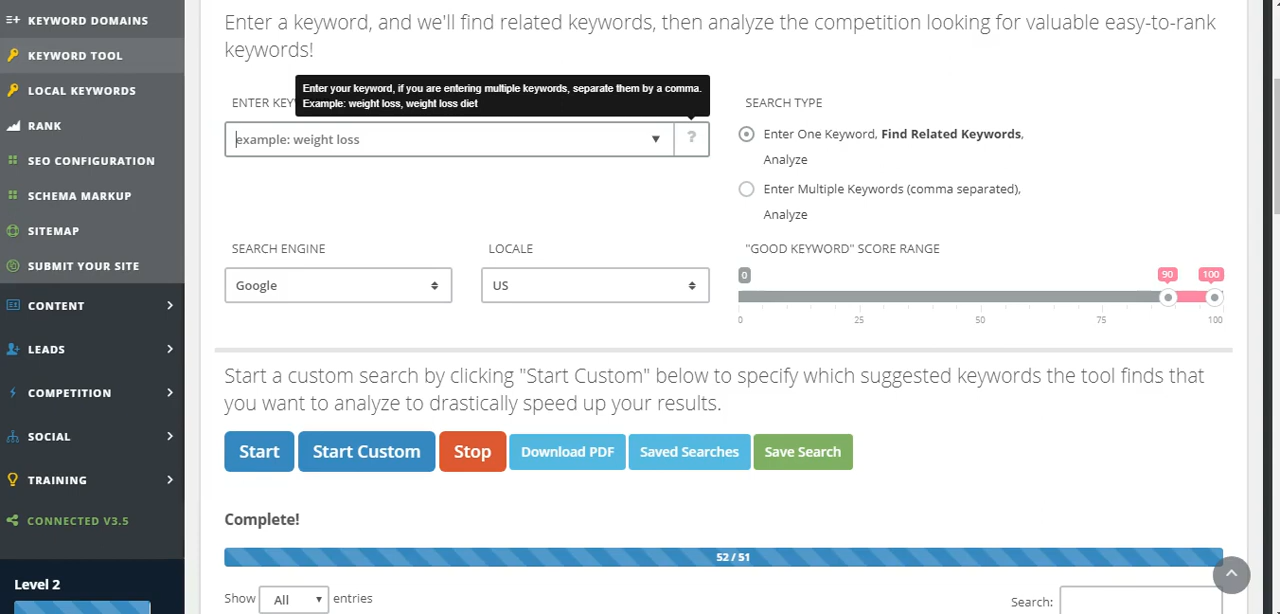 KEYWORD DOMAINS
KEYWORD TOOL
LOCAL KEYWORDS
RANK
SEO CONFIGURATION
SCHEMA MARKUP
SITEMAP
SUBMIT YOUR SITE
CONTENT
LEADS
COMPETITION
SOCIAL
TRAINING
CONNECTED V3.5
Level 2
Enter a keyword, and we'll find related keywords, then analyze the competition looking for valuable easy-to-rank
keywords!
Enter your keyword, if you are entering multiple keywords, separate them by a comma.
Example: weight loss, weight loss diet
ENTER KEY
example: weight loss
?
SEARCH TYPE
Enter One Keyword, Find Related Keywords,
Analyze
Enter Multiple Keywords (comma separated),
Analyze
SEARCH ENGINE
Google
LOCALE
US
"GOOD KEYWORD" SCORE RANGE
0 90 100
0 25 50 75 100
Start a custom search by clicking "Start Custom" below to specify which suggested keywords the tool finds that
you want to analyze to drastically speed up your results.
Start
Start Custom
Stop
Download PDF
Saved Searches
Save Search
Complete!
52 / 51
Show All entries
Search: